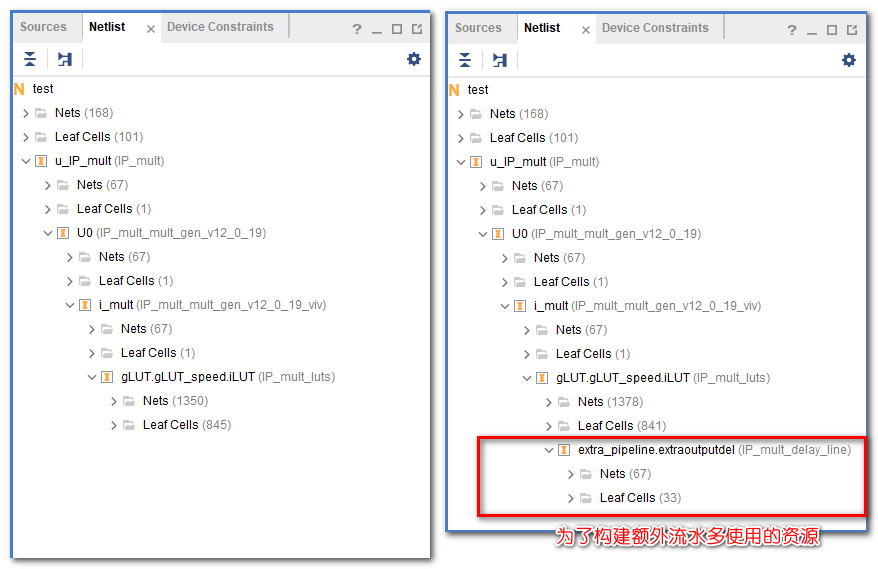 Sources Netlist × Device Constraints ? _
N test
Nets (168)
Leaf Cells (101)
u_IP_mult (IP_mult)
Nets (67)
Leaf Cells (1)
U0 (IP_mult_mult_gen_v12_0_19)
Nets (67)
Leaf Cells (1)
i_mult (IP_mult_mult_gen_v12_0_19_viv)
Nets (67)
Leaf Cells (1)
gLUT.gLUT_speed.iLUT (IP_mult_luts)
Nets (1350)
Leaf Cells (845)
Sources Netlist × Device Constraints ? _
N test
Nets (168)
Leaf Cells (101)
u_IP_mult (IP_mult)
Nets (67)
Leaf Cells (1)
U0 (IP_mult_mult_gen_v12_0_19)
Nets (67)
Leaf Cells (1)
i_mult (IP_mult_mult_gen_v12_0_19_viv)
Nets (67)
Leaf Cells (1)
gLUT.gLUT_speed.iLUT (IP_mult_luts)
Nets (1378)
Leaf Cells (841)
extra_pipeline.extraoutputdel (IP_mult_delay_line)
Nets (67)
Leaf Cells (33)
为了构建额外流水多使用的资源